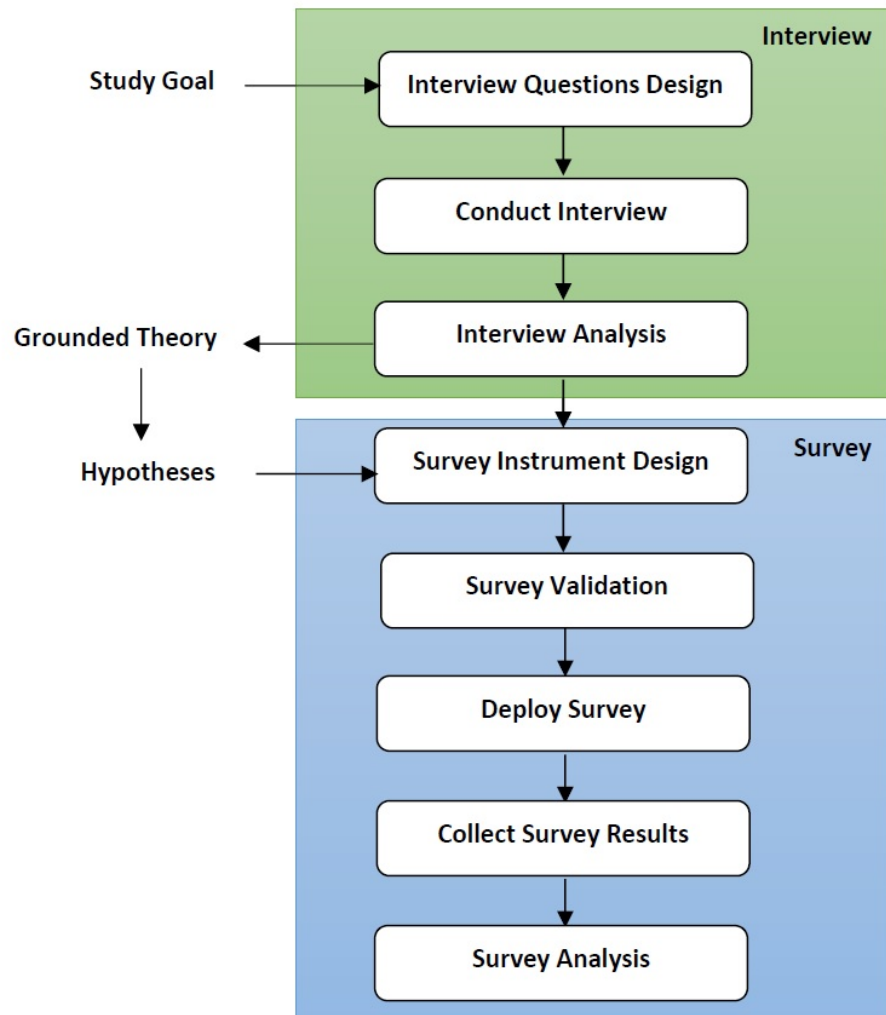 Interview
Study Goal
Interview Questions Design
Conduct Interview
Grounded Theory
Interview Analysis
Survey
Hypotheses
Survey Instrument Design
Survey Validation
Deploy Survey
Collect Survey Results
Survey Analysis